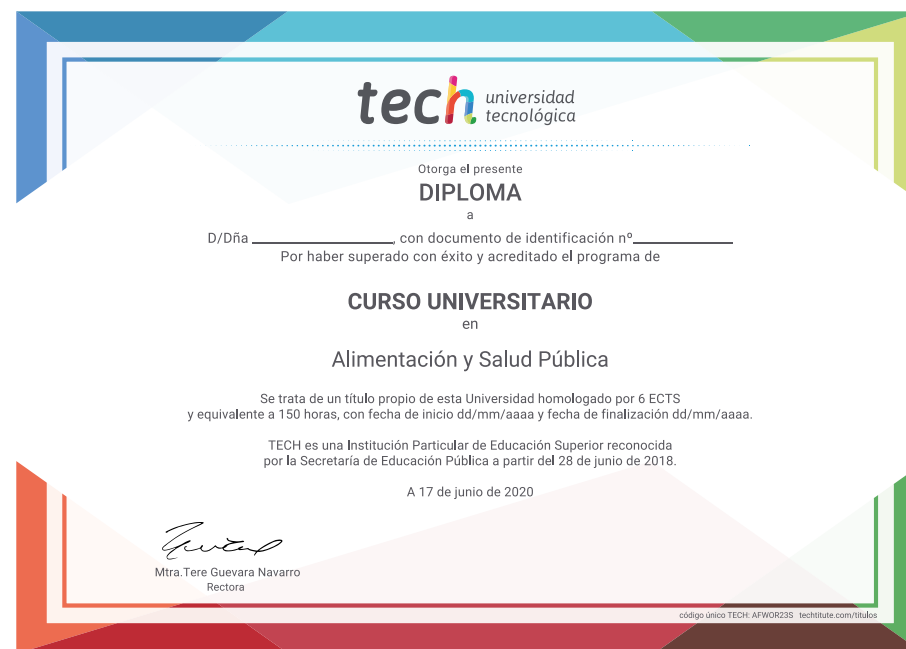 tech universidad
tecnológica
Otorga el presente
DIPLOMA
a
D/Dña ____________________, con documento de identificación nº______________
Por haber superado con éxito y acreditado el programa de
CURSO UNIVERSITARIO
en
Alimentación y Salud Pública
Se trata de un título propio de esta Universidad homologado por 6 ECTS
y equivalente a 150 horas, con fecha de inicio dd/mm/aaaa y fecha de finalización dd/mm/aaaa.
TECH es una Institución Particular de Educación Superior reconocida
por la Secretaría de Educación Pública a partir del 28 de junio de 2018.
A 17 de junio de 2020
Mtra.Tere Guevara Navarro
Rectora
código único TECH: AFWOR23S techtitute.com/titulos